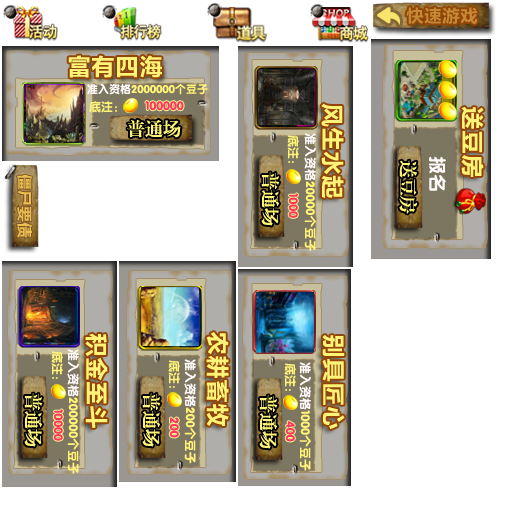 活动
排行榜
道具
SHOP
商城
快速游戏
富有四海
准入资格2000000个豆子
底注：100000
普通场
风生水起
准入资格20000个豆子
底注：1000
普通场
送豆房
报名
送豆房
僵尸要债
积金至斗
准入资格200000个豆子
底注：10000
普通场
农耕畜牧
准入资格200个豆子
底注：200
普通场
别具匠心
准入资格1000个豆子
底注：400
普通场